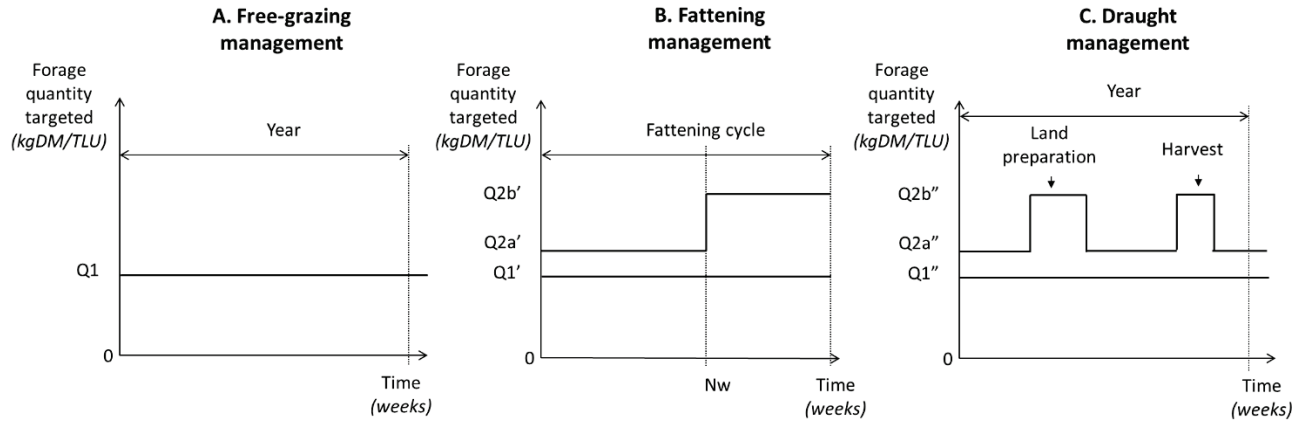 A. Free-grazing
management
Forage
quantity
targeted
(kgDM/TLU)
Year
Q1
0
Time
(weeks)
B. Fattening
management
Forage
quantity
targeted
(kgDM/TLU)
Fattening cycle
Q2b’
Q2a’
Q1’
0
Nw
Time
(weeks)
C. Draught
management
Forage
quantity
targeted
(kgDM/TLU)
Year
Land
preparation
Harvest
Q2b”
Q2a”
Q1”
0
Time
(weeks)